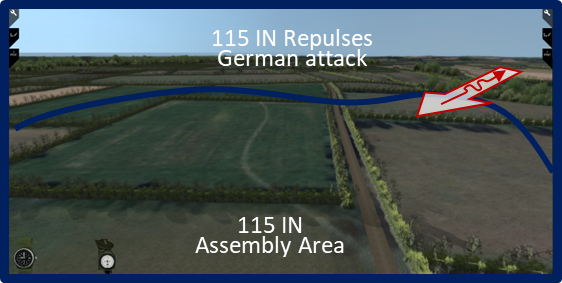 115 IN Repulses
German attack
115 IN
Assembly Area